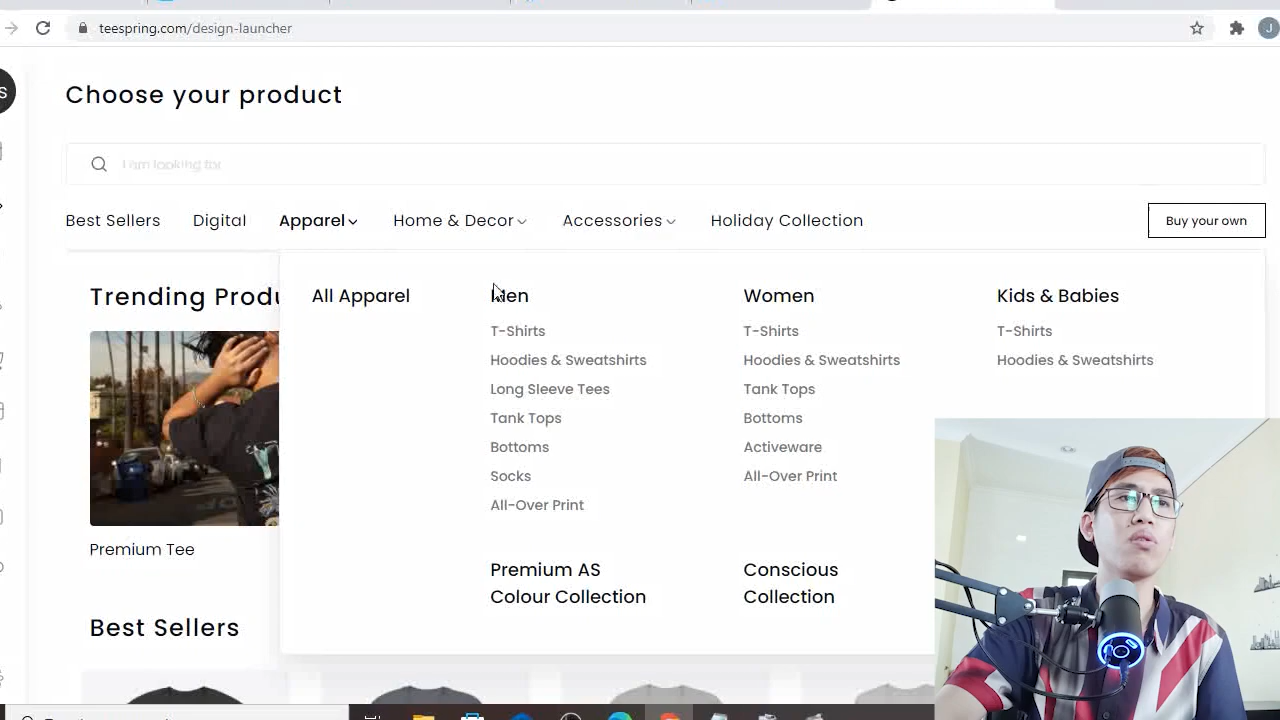 teespring.com/design-launcher
J
S
Choose your product
I am looking for
Best Sellers Digital Apparel Home & Decor Accessories Holiday Collection Buy your own
Trending Produ
All Apparel
Men
T-Shirts
Hoodies & Sweatshirts
Long Sleeve Tees
Tank Tops
Bottoms
Socks
All-Over Print
Women
T-Shirts
Hoodies & Sweatshirts
Tank Tops
Bottoms
Activeware
All-Over Print
Kids & Babies
T-Shirts
Hoodies & Sweatshirts
Premium AS
Colour Collection
Conscious
Collection
Premium Tee
Best Sellers